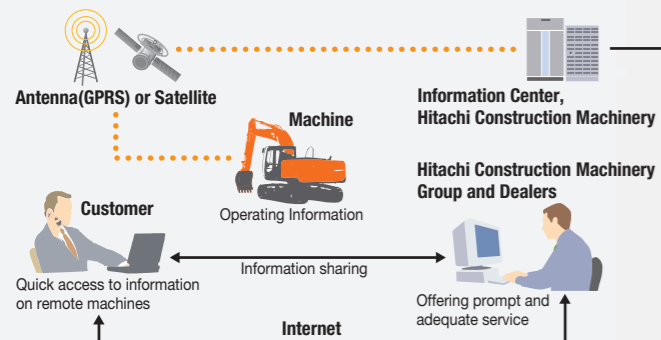 Antenna(GPRS) or Satellite
Information Center,
Hitachi Construction Machinery
Machine
Operating Information
Hitachi Construction Machinery
Group and Dealers
Customer
Quick access to information
on remote machines
Information sharing
Offering prompt and
adequate service
Internet